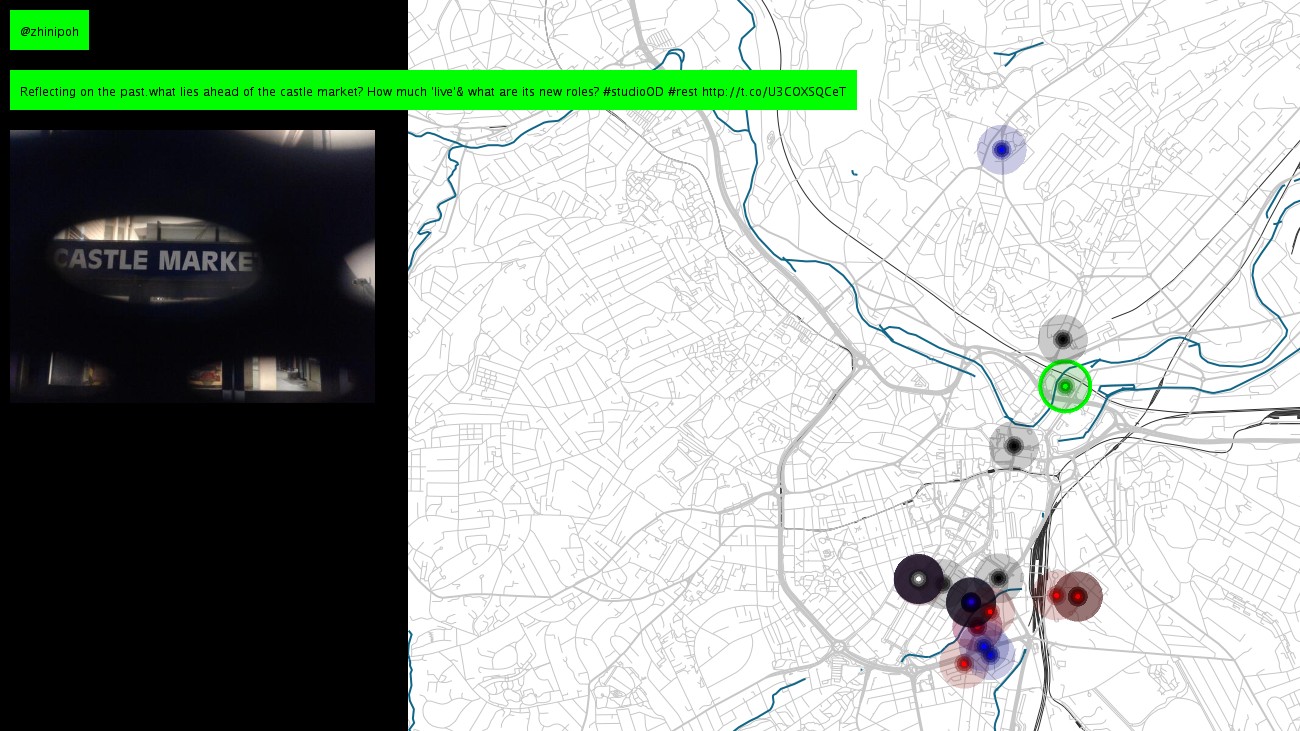 @zhinipoh
Reflecting on the past.what lies ahead of the castle market? How much 'live'& what are its new roles? #studioOD #rest http://t.co/U3COXSQCeT
CASTLE MARKE